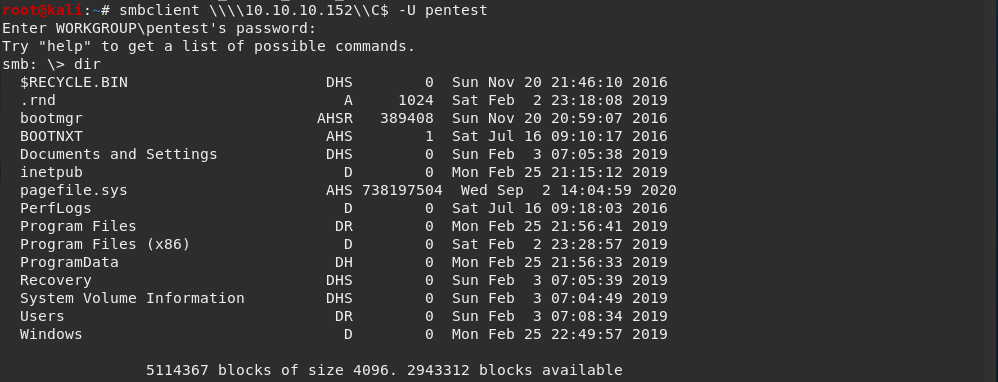 root@kali:~# smbclient \\\\10.10.10.152\\C$ -U pentest
Enter WORKGROUP\pentest's password:
Try "help" to get a list of possible commands.
smb: \> dir
  $RECYCLE.BIN                      DHS        0  Sun Nov 20 21:46:10 2016
  .rnd                                A     1024  Sat Feb  2 23:18:08 2019
  bootmgr                          AHSR   389408  Sun Nov 20 20:59:07 2016
  BOOTNXT                           AHS        1  Sat Jul 16 09:10:17 2016
  Documents and Settings            DHS        0  Sun Feb  3 07:05:38 2019
  inetpub                             D        0  Mon Feb 25 21:15:12 2019
  pagefile.sys                      AHS 738197504  Wed Sep  2 14:04:59 2020
  PerfLogs                            D        0  Sat Jul 16 09:18:03 2016
  Program Files                      DR        0  Mon Feb 25 21:56:41 2019
  Program Files (x86)                 D        0  Sat Feb  2 23:28:57 2019
  ProgramData                        DH        0  Mon Feb 25 21:56:33 2019
  Recovery                          DHS        0  Sun Feb  3 07:05:39 2019
  System Volume Information         DHS        0  Sun Feb  3 07:04:49 2019
  Users                              DR        0  Sun Feb  3 07:08:34 2019
  Windows                             D        0  Mon Feb 25 22:49:57 2019
                5114367 blocks of size 4096. 2943312 blocks available